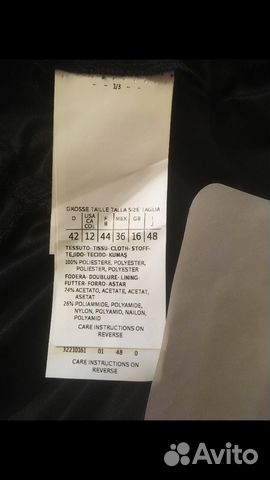 - - 1/3 - -
GROSSE TAILLE TALLA SIZE TAGLIA
D USA CA COL F B MEX GB I J
42 12 44 36 16 48
TESSUTO-TISSU-CLOTH-STOFF-
TEJIDO-TECIDO-KUMAŞ
100% POLIESTERE, POLYESTER,
POLIESTER, POLYESTER
FODERA-DOUBLURE-LINING-
FUTTER-FORRO-ASTAR
74% ACETATO, ACETATE, ACETAT,
ASETAT
26% POLIAMMIDE, POLYAMIDE,
NYLON, POLYAMID, NAILON,
POLYAMID
CARE INSTRUCTIONS ON
REVERSE
32210161 01 48 0
CARE INSTRUCTIONS ON
REVERSE
Avito